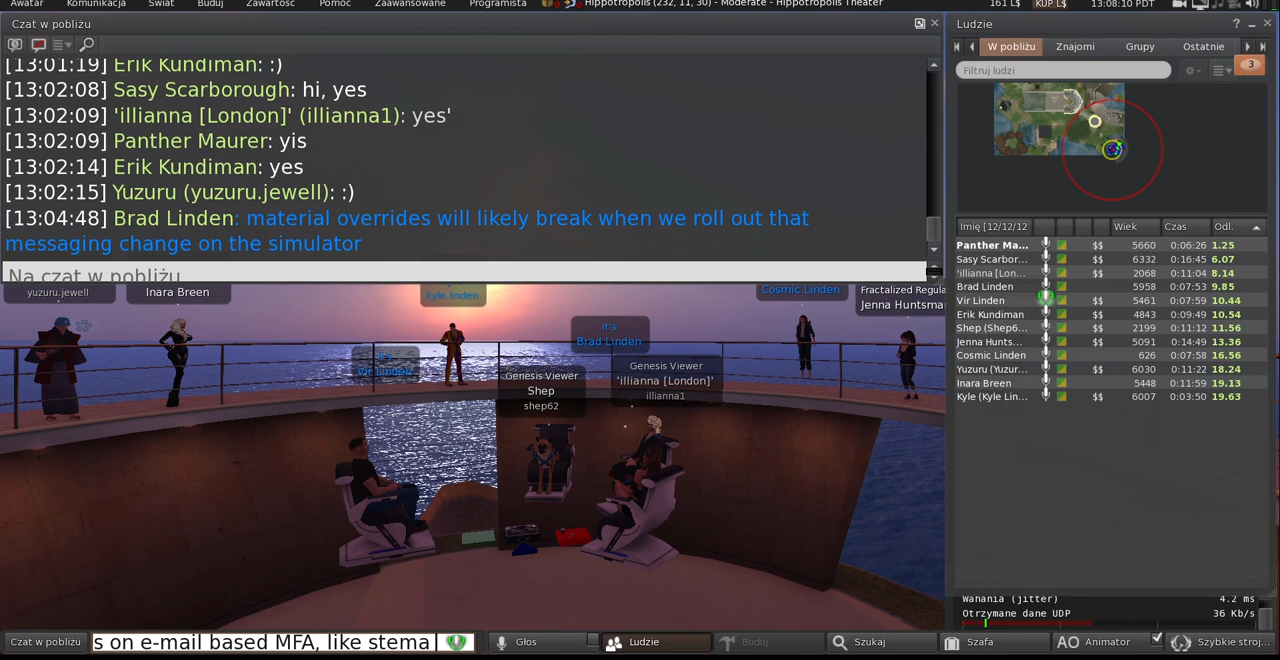 Awatar Komunikacja Świat Buduj Zawartość Pomoc Zaawansowane Programista Hippotropolis (232, 11, 30) - Moderate - Hippotropolis Theater 161 L$ KUP L$ 13:08:10 PDT
Czat w pobliżu
[13:01:19] Erik Kundiman: :)
[13:02:08] Sasy Scarborough: hi, yes
[13:02:09] 'illianna [London]' (illianna1): yes'
[13:02:09] Panther Maurer: yis
[13:02:14] Erik Kundiman: yes
[13:02:15] Yuzuru (yuzuru.jewell): :)
[13:04:48] Brad Linden: material overrides will likely break when we roll out that
messaging change on the simulator
Na czat w pobliżu
yuzuru.jewell
Inara Breen
kyle.linden
Cosmic Linden
Fractalized Regula
Jenna Huntsma
It's
Brad Linden
Vir Linden
Genesis Viewer
Shep
shep62
Genesis Viewer
'illianna [London]'
illianna1
Ludzie ?
W pobliżu Znajomi Grupy Ostatnie
Filtruj ludzi 3
Imię [12/12/12 Wiek Czas Odl.
Panther Ma... $$ 5660 0:06:26 1.25
Sasy Scarbor... $$ 6332 0:16:45 6.07
'illianna [Lon... $$ 2068 0:11:04 8.14
Brad Linden 5958 0:07:53 9.85
Vir Linden $$ 5461 0:07:59 10.44
Erik Kundiman $$ 4843 0:09:49 10.54
Shep (Shep6... $$ 2199 0:11:12 11.56
Jenna Hunts... $$ 5091 0:14:49 13.36
Cosmic Linden 626 0:07:58 16.56
Yuzuru (Yuzur... $$ 6030 0:11:22 18.24
Inara Breen 5448 0:11:59 19.13
Kyle (Kyle Lin... $$ 6007 0:03:50 19.63
Wahania (jitter) 4.2 ms
Otrzymane dane UDP 36 Kb/s
Czat w pobliżu s on e-mail based MFA, like stema Głos Ludzie Buduj Szukaj Szafa AO Animator Szybkie stroj...